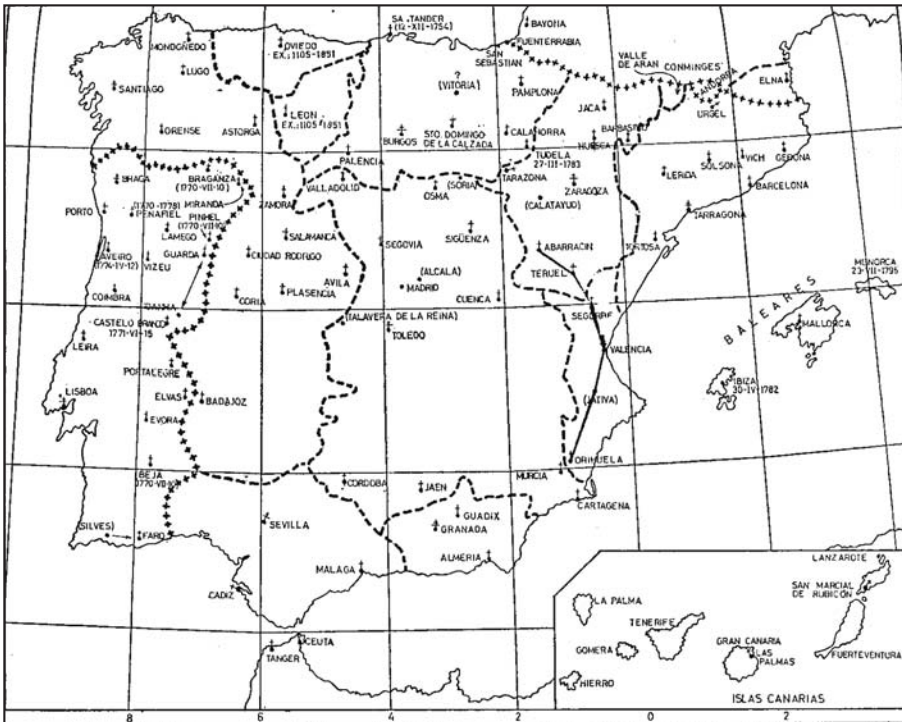 SA. TANDER
(12-XII-1754)
BAYONA
FUENTERRABIA
MONDOÑEDO
OVIEDO
EX.;1105-1851
SAN
SEBASTIAN
VALLE
DE ARAN
CONMINGES
ANDORRA
ELNA
LUGO
SANTIAGO
?
(VITORIA)
PAMPLONA
JACA
URGEL
LEON
EX.:1105-1851
ORENSE
ASTORGA
BURGOS
STO. DOMINGO
DE LA CALZADA
CALAHORRA
HUESCA
BARBASTRO
PALENCIA
TUDELA
27-III-1783
LERIDA
SOLSONA
VICH
GERONA
BRAGA
BRAGANZA
(1770-VII-10)
MIRANDA
VALLADOLID
ZAMORA
OSMA
(SORIA)
TARAZONA
ZARAGOZA
(CALATAYUD)
BARCELONA
TARRAGONA
PORTO
(1770-1778)
PEÑAFIEL
PINHEL
(1770-VII-10)
LAMEGO
SALAMANCA
SEGOVIA
SIGÜENZA
ABARRACIN
TORTOSA
AVEIRO
(1774-IV-12)
VIZEU
GUARDA
CIUDAD RODRIGO
AVILA
(ALCALA)
MADRID
TERUEL
MENORCA
23-VII-1795
COIMBRA
CORIA
PLASENCIA
CUENCA
SEGORBE
BALEARES
MALLORCA
CASTELO BRANCO
1771-VI-15
(TALAVERA DE LA REINA)
TOLEDO
VALENCIA
LEIRA
PORTALEGRE
IBIZA
30-IV-1782
LISBOA
ELVAS
BADAJOZ
(JATIVA)
EVORA
BEJA
MURCIA
ORIHUELA
CORDOBA
JAEN
CARTAGENA
(SILVES)
FARO
SEVILLA
GUADIX
GRANADA
MALAGA
ALMERIA
CADIZ
LANZAROTE
SAN MARCIAL
DE RUBICÓN
LA PALMA
TENERIFE
CEUTA
TANGER
GOMERA
GRAN CANARIA
LAS
PALMAS
FUERTEVENTURA
HIERRO
ISLAS CANARIAS
8
6
4
2
0
2